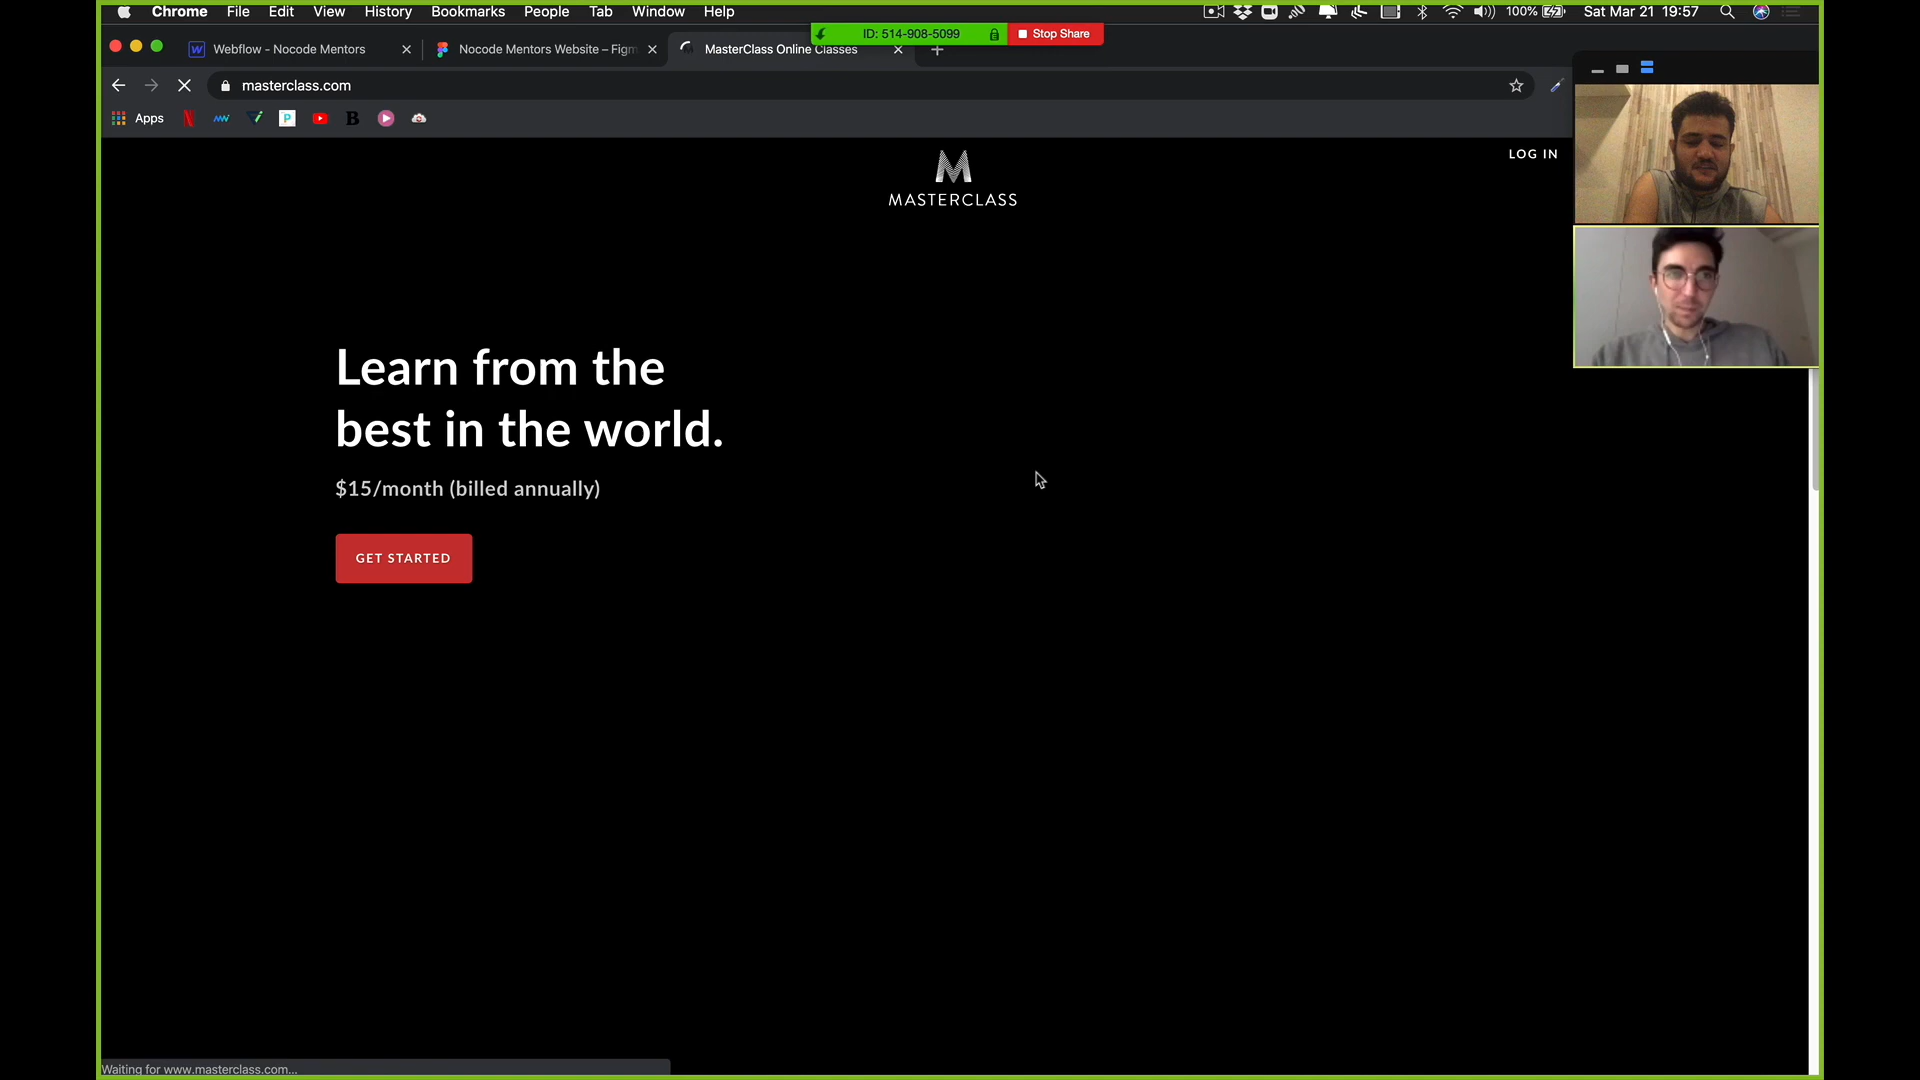 Chrome File Edit View History Bookmarks People Tab Window Help
100% Sat Mar 21 19:57
ID: 514-908-5099 Stop Share
Webflow - Nocode Mentors
Nocode Mentors Website – Figm
MasterClass Online Classes
masterclass.com
Apps
LOG IN
MASTERCLASS
Learn from the
best in the world.
$15/month (billed annually)
GET STARTED
Waiting for www.masterclass.com...